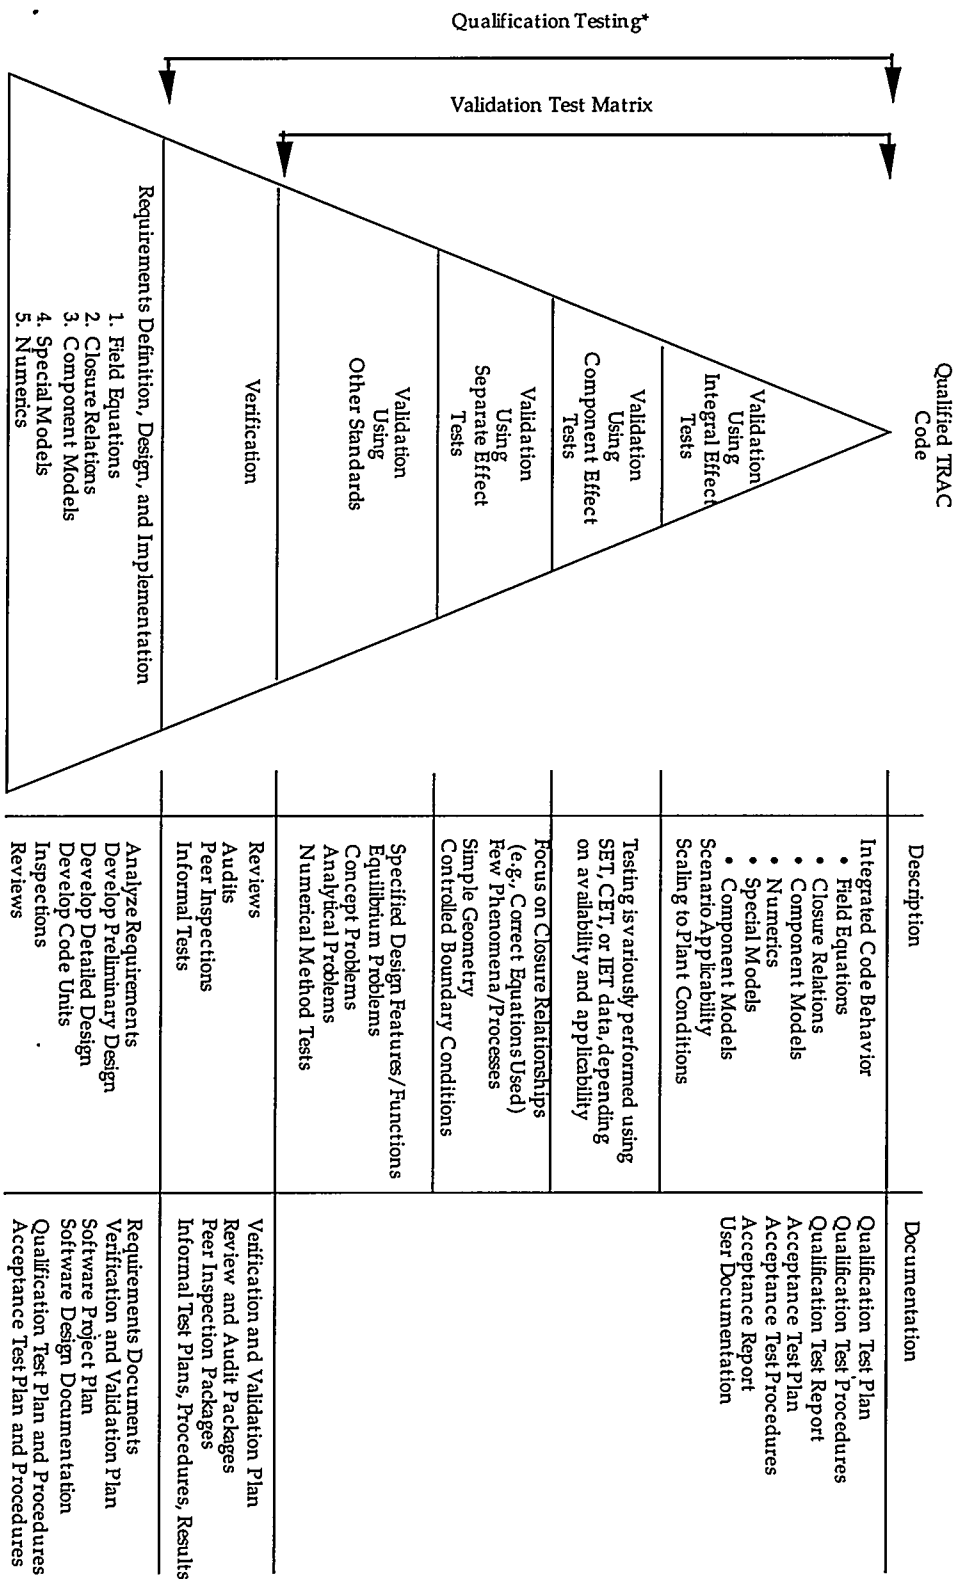 Qualification Testing*
Validation Test Matrix
Qualified TRAC
Code
Validation
Using
Integral Effect
Tests
Validation
Using
Component Effect
Tests
Validation
Using
Separate Effect
Tests
Validation
Using
Other Standards
Verification
Requirements Definition, Design, and Implementation
1. Field Equations
2. Closure Relations
3. Component Models
4. Special Models
5. Numerics
Description
Integrated Code Behavior
• Field Equations
• Closure Relations
• Component Models
• Numerics
• Special Models
• Component Models
Scenario Applicability
Scaling to Plant Conditions
Testing is variously performed using
SET, CET, or IET data, depending
on availability and applicability
Focus on Closure Relationships
(e.g., Correct Equations Used)
Few Phenomena/Processes
Simple Geometry
Controlled Boundary Conditions
Specified Design Features/Functions
Equilibrium Problems
Concept Problems
Analytical Problems
Numerical Method Tests
Reviews
Audits
Peer Inspections
Informal Tests
Analyze Requirements
Develop Preliminary Design
Develop Detailed Design
Develop Code Units
Inspections
Reviews
Documentation
Qualification Test Plan
Qualification Test Procedures
Qualification Test Report
Acceptance Test Plan
Acceptance Test Procedures
Acceptance Report
User Documentation
Verification and Validation Plan
Review and Audit Packages
Peer Inspection Packages
Informal Test Plans, Procedures, Results
Requirements Documents
Verification and Validation Plan
Software Project Plan
Software Design Documentation
Qualification Test Plan and Procedures
Acceptance Test Plan and Procedures